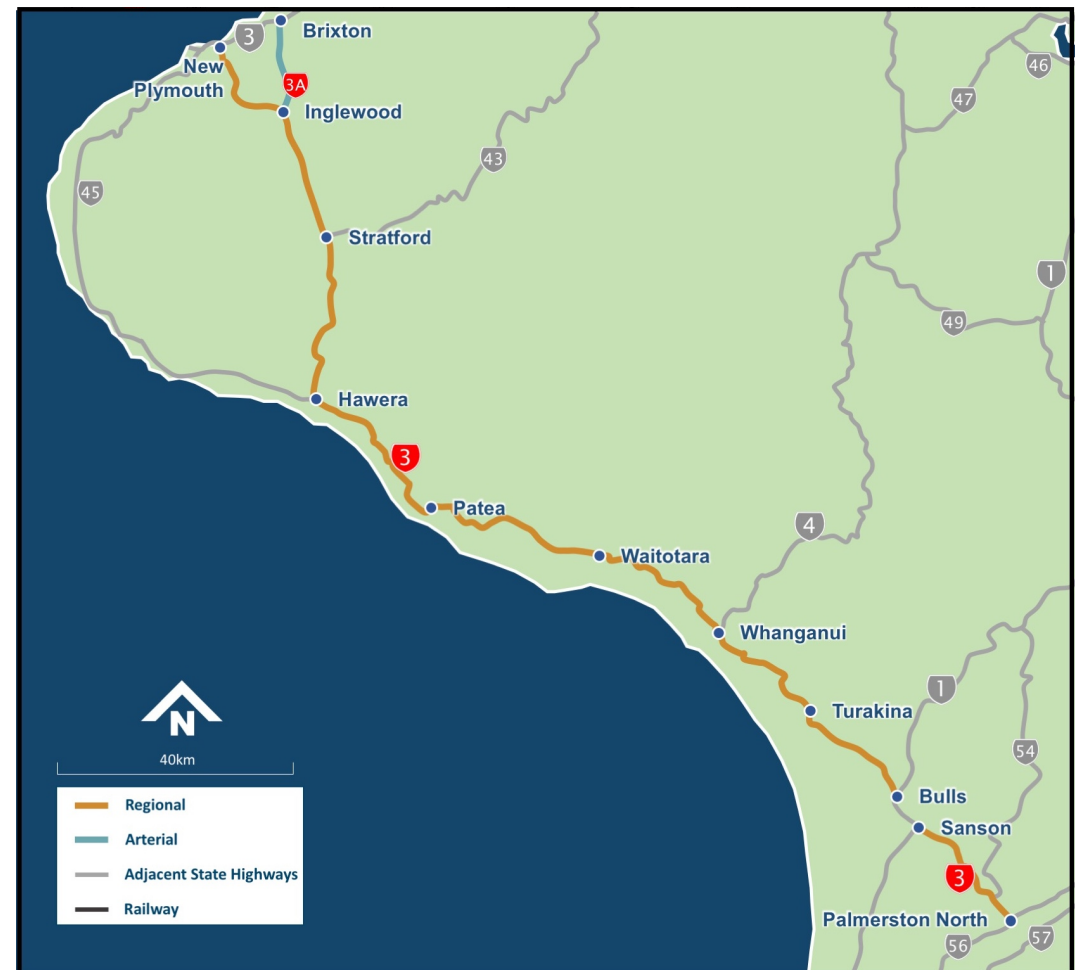 Brixton
3
New
Plymouth
3A
Inglewood
46
47
43
45
Stratford
1
49
Hawera
3
Patea
4
Waitotara
Whanganui
1
Turakina
54
N
40km
Bulls
Regional
Sanson
Arterial
Adjacent State Highways
3
Railway
Palmerston North
56
57